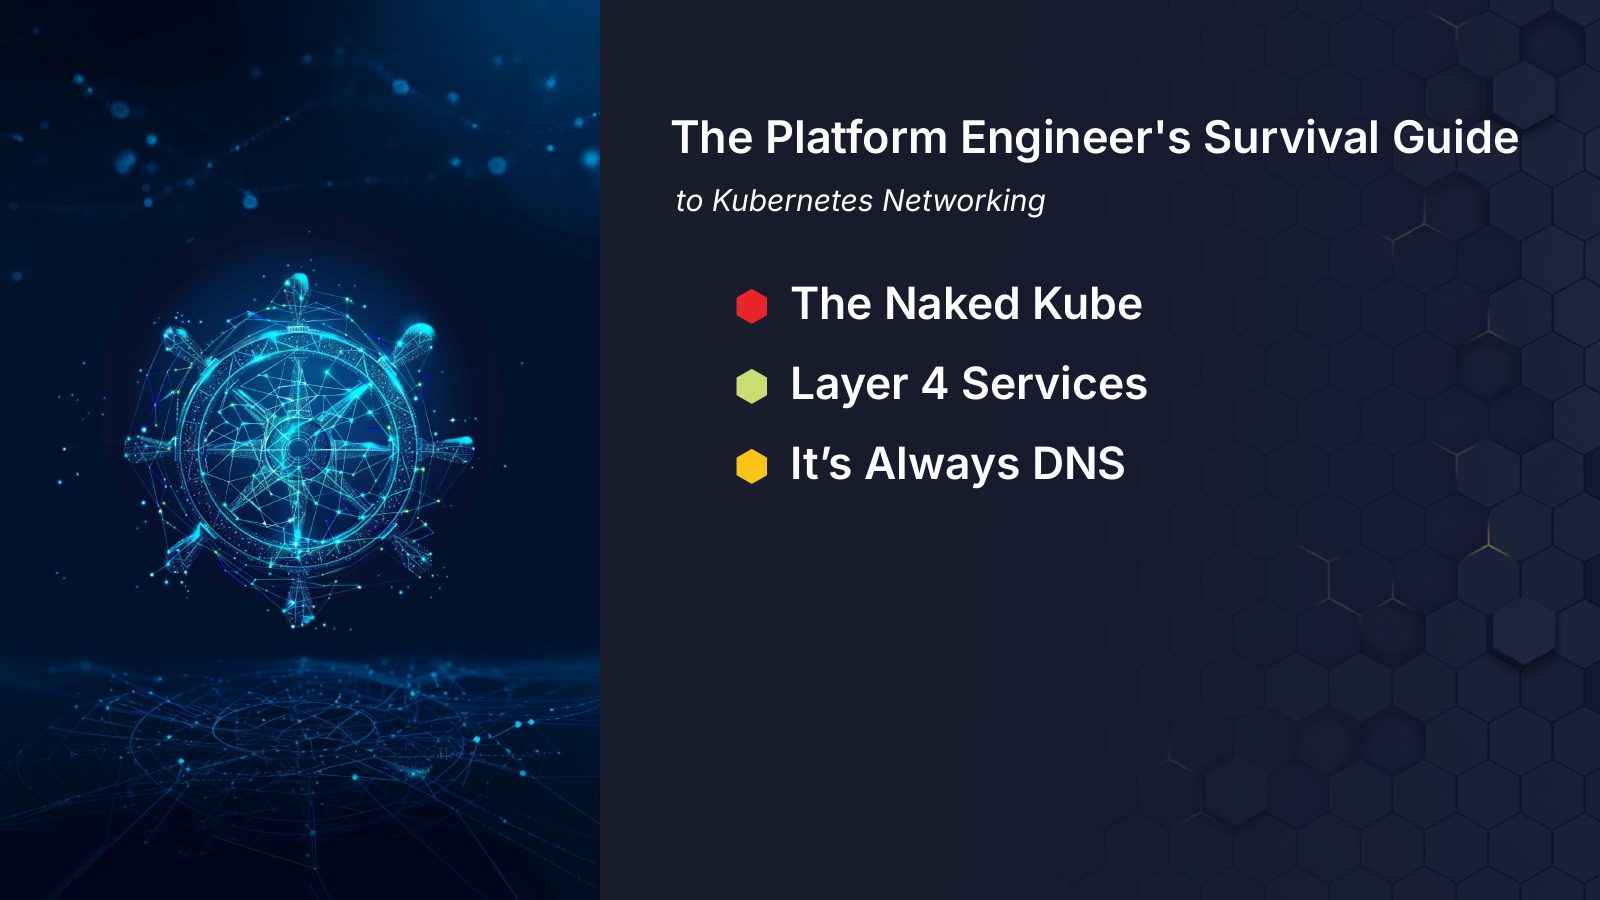 The Platform Engineer's Survival Guide
to Kubernetes Networking
The Naked Kube
Layer 4 Services
It’s Always DNS